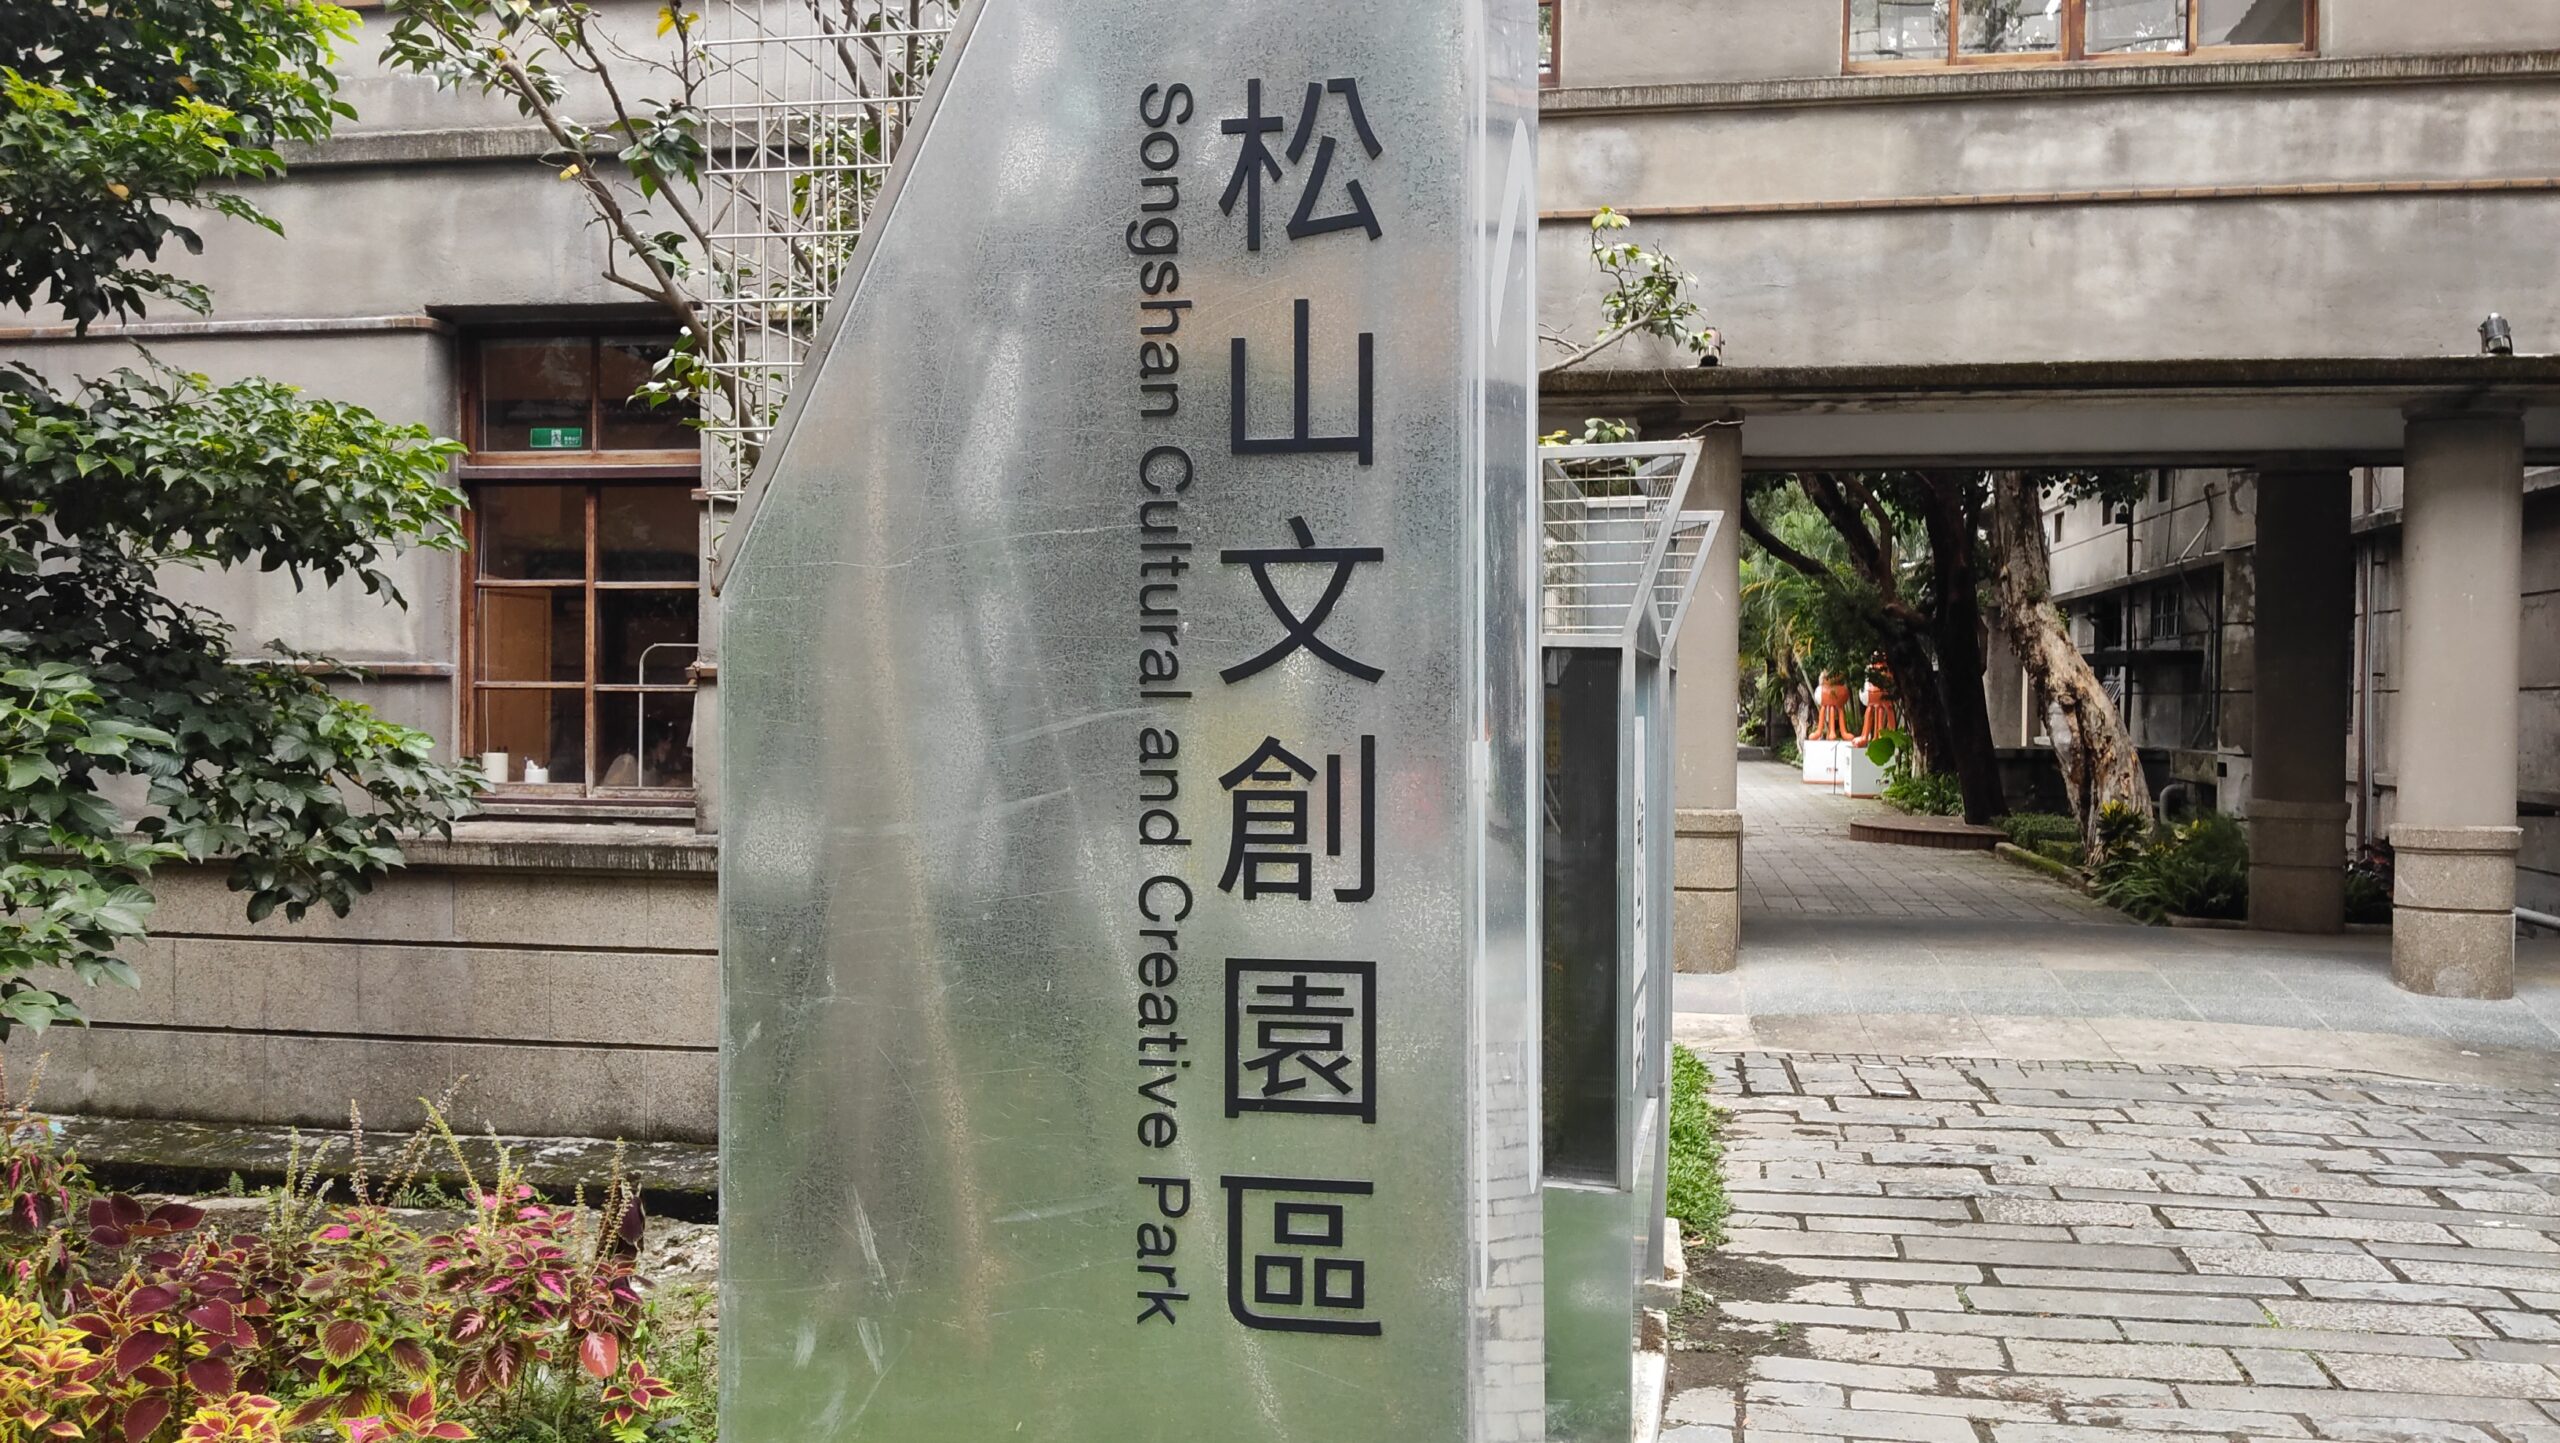 松山文創園區
Songshan Cultural and Creative Park